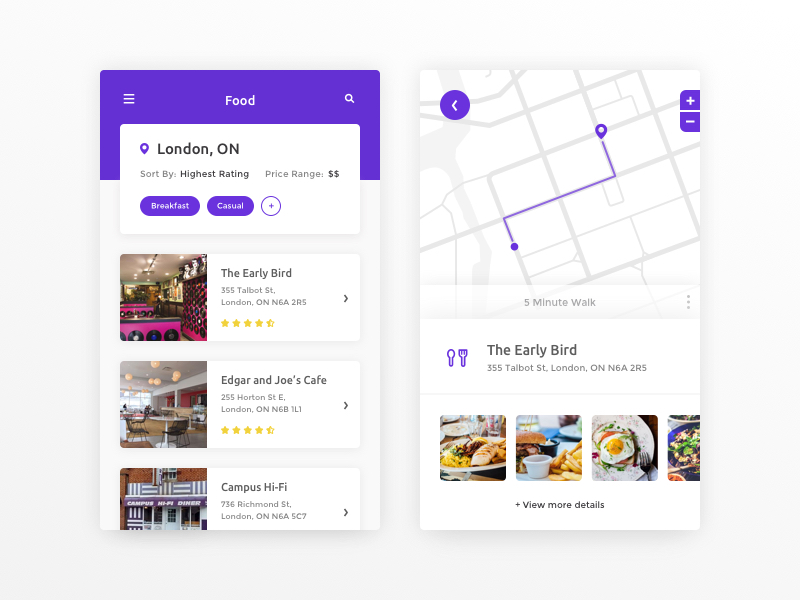 Food
London, ON
Sort By: Highest Rating Price Range: $$
Breakfast Casual +
The Early Bird
355 Talbot St,
London, ON N6A 2R5
Edgar and Joe's Cafe
255 Horton St E,
London, ON N6B 1L1
CAMPUS HI-FI DINER
Campus Hi-Fi
736 Richmond St,
London, ON N6A 5C7
5 Minute Walk
The Early Bird
355 Talbot St, London, ON N6A 2R5
+ View more details